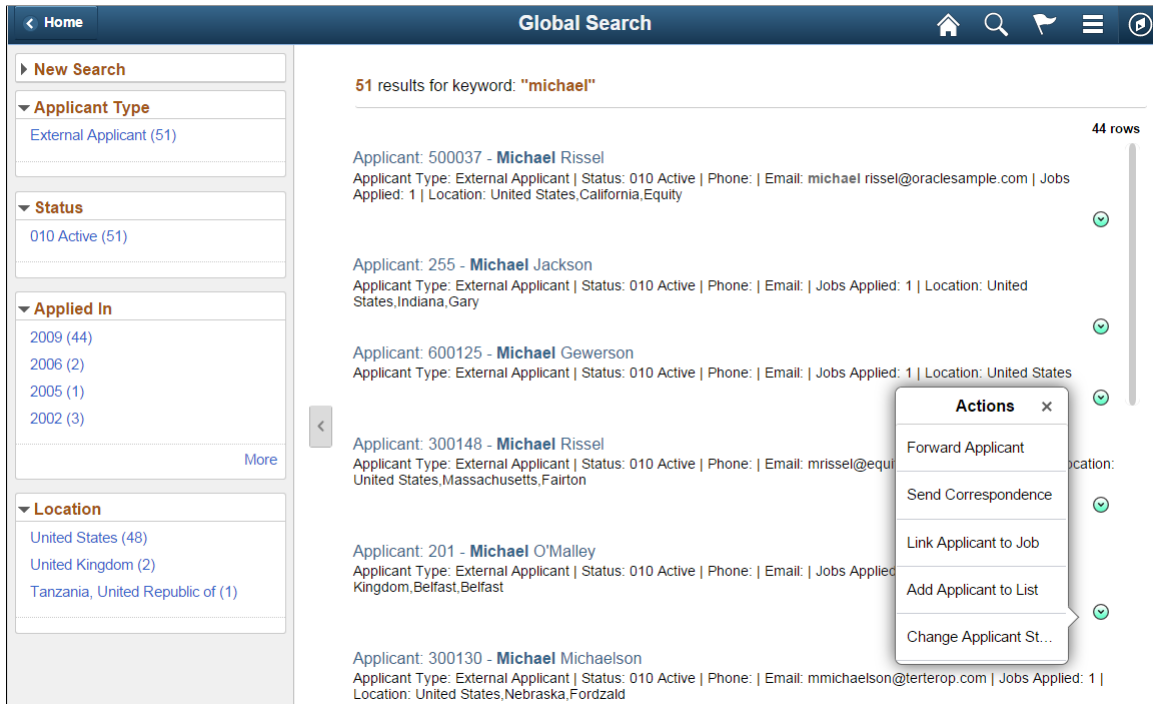 Home
Global Search
New Search
Applicant Type
External Applicant (51)
Status
010 Active (51)
Applied In
2009 (44)
2006 (2)
2005 (1)
2002 (3)
More
Location
United States (48)
United Kingdom (2)
Tanzania, United Republic of (1)
51 results for keyword: "michael"
44 rows
Applicant: 500037 - Michael Rissel
Applicant Type: External Applicant | Status: 010 Active | Phone: | Email: michael rissel@oraclesample.com | Jobs
Applied: 1 | Location: United States,California,Equity
Applicant: 255 - Michael Jackson
Applicant Type: External Applicant | Status: 010 Active | Phone: | Email: | Jobs Applied: 1 | Location: United
States,Indiana,Gary
Applicant: 600125 - Michael Gewerson
Applicant Type: External Applicant | Status: 010 Active | Phone: | Email: | Jobs Applied: 1 | Location: United States
Applicant: 300148 - Michael Rissel
Applicant Type: External Applicant | Status: 010 Active | Phone: | Email: mrissel@equi
cation:
United States,Massachusetts,Fairton
Applicant: 201 - Michael O'Malley
Applicant Type: External Applicant | Status: 010 Active | Phone: | Email: | Jobs Applied
Kingdom,Belfast,Belfast
Applicant: 300130 - Michael Michaelson
Applicant Type: External Applicant | Status: 010 Active | Phone: | Email: mmichaelson@terterop.com | Jobs Applied: 1 |
Location: United States,Nebraska,Fordzald
Actions
Forward Applicant
Send Correspondence
Link Applicant to Job
Add Applicant to List
Change Applicant St...